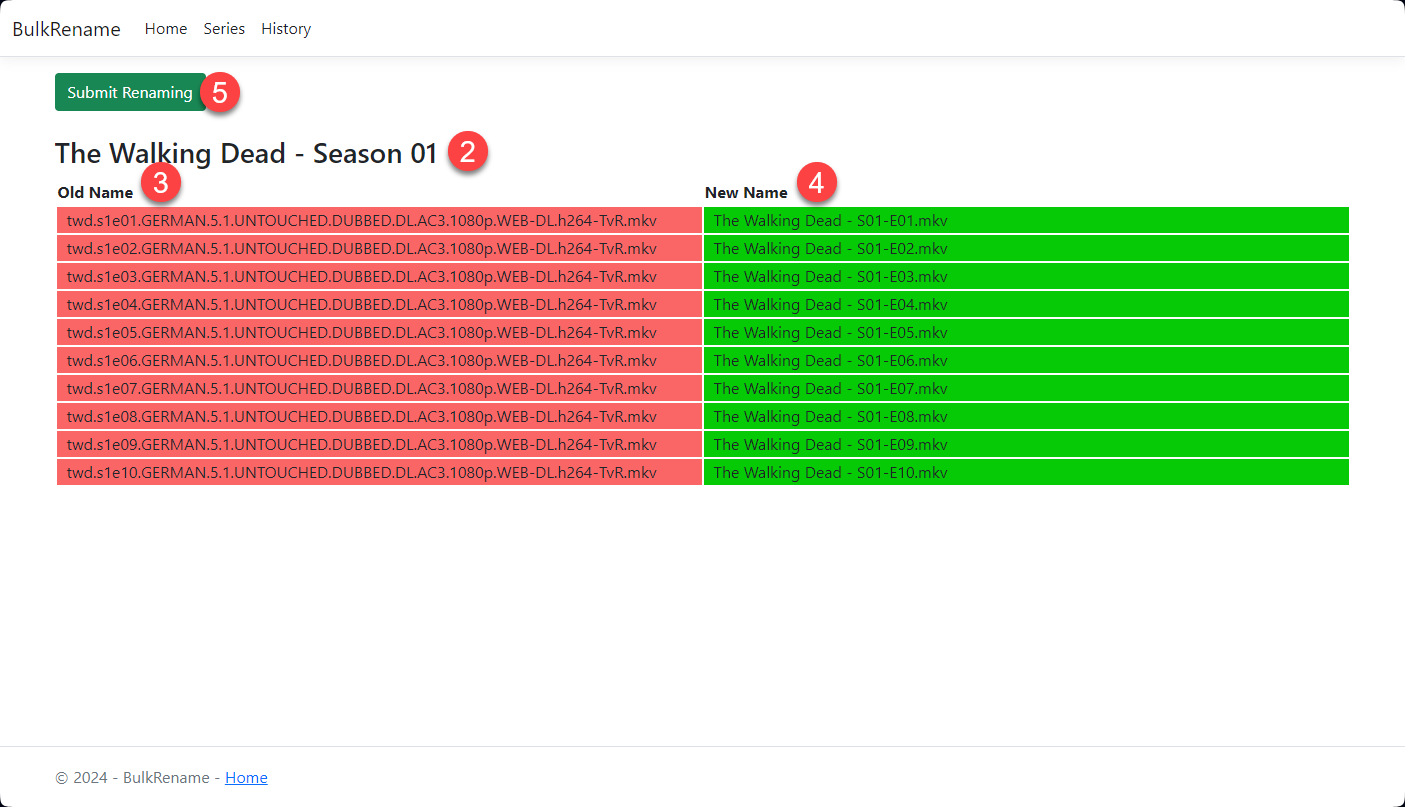 BulkRename Home Series History
Submit Renaming 5
The Walking Dead - Season 01 2
Old Name 3 New Name 4
twd.s1e01.GERMAN.5.1.UNTOUCHED.DUBBED.DL.AC3.1080p.WEB-DL.h264-TvR.mkv The Walking Dead - S01-E01.mkv
twd.s1e02.GERMAN.5.1.UNTOUCHED.DUBBED.DL.AC3.1080p.WEB-DL.h264-TvR.mkv The Walking Dead - S01-E02.mkv
twd.s1e03.GERMAN.5.1.UNTOUCHED.DUBBED.DL.AC3.1080p.WEB-DL.h264-TvR.mkv The Walking Dead - S01-E03.mkv
twd.s1e04.GERMAN.5.1.UNTOUCHED.DUBBED.DL.AC3.1080p.WEB-DL.h264-TvR.mkv The Walking Dead - S01-E04.mkv
twd.s1e05.GERMAN.5.1.UNTOUCHED.DUBBED.DL.AC3.1080p.WEB-DL.h264-TvR.mkv The Walking Dead - S01-E05.mkv
twd.s1e06.GERMAN.5.1.UNTOUCHED.DUBBED.DL.AC3.1080p.WEB-DL.h264-TvR.mkv The Walking Dead - S01-E06.mkv
twd.s1e07.GERMAN.5.1.UNTOUCHED.DUBBED.DL.AC3.1080p.WEB-DL.h264-TvR.mkv The Walking Dead - S01-E07.mkv
twd.s1e08.GERMAN.5.1.UNTOUCHED.DUBBED.DL.AC3.1080p.WEB-DL.h264-TvR.mkv The Walking Dead - S01-E08.mkv
twd.s1e09.GERMAN.5.1.UNTOUCHED.DUBBED.DL.AC3.1080p.WEB-DL.h264-TvR.mkv The Walking Dead - S01-E09.mkv
twd.s1e10.GERMAN.5.1.UNTOUCHED.DUBBED.DL.AC3.1080p.WEB-DL.h264-TvR.mkv The Walking Dead - S01-E10.mkv
© 2024 - BulkRename - Home